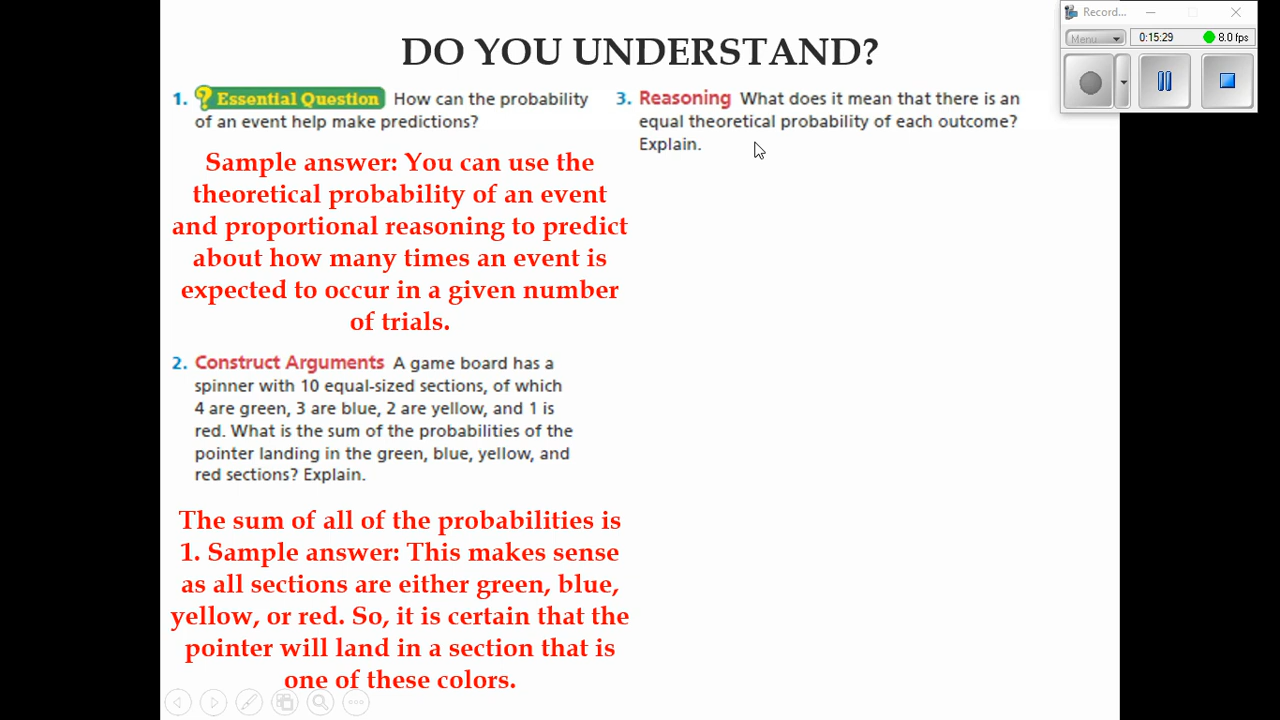 DO YOU UNDERSTAND?
1. ? Essential Question How can the probability
of an event help make predictions?
Sample answer: You can use the
theoretical probability of an event
and proportional reasoning to predict
about how many times an event is
expected to occur in a given number
of trials.
2. Construct Arguments A game board has a
spinner with 10 equal-sized sections, of which
4 are green, 3 are blue, 2 are yellow, and 1 is
red. What is the sum of the probabilities of the
pointer landing in the green, blue, yellow, and
red sections? Explain.
The sum of all of the probabilities is
1. Sample answer: This makes sense
as all sections are either green, blue,
yellow, or red. So, it is certain that the
pointer will land in a section that is
one of these colors.
3. Reasoning What does it mean that there is an
equal theoretical probability of each outcome?
Explain.
Record...
Menu
0:15:29
8.0 fps